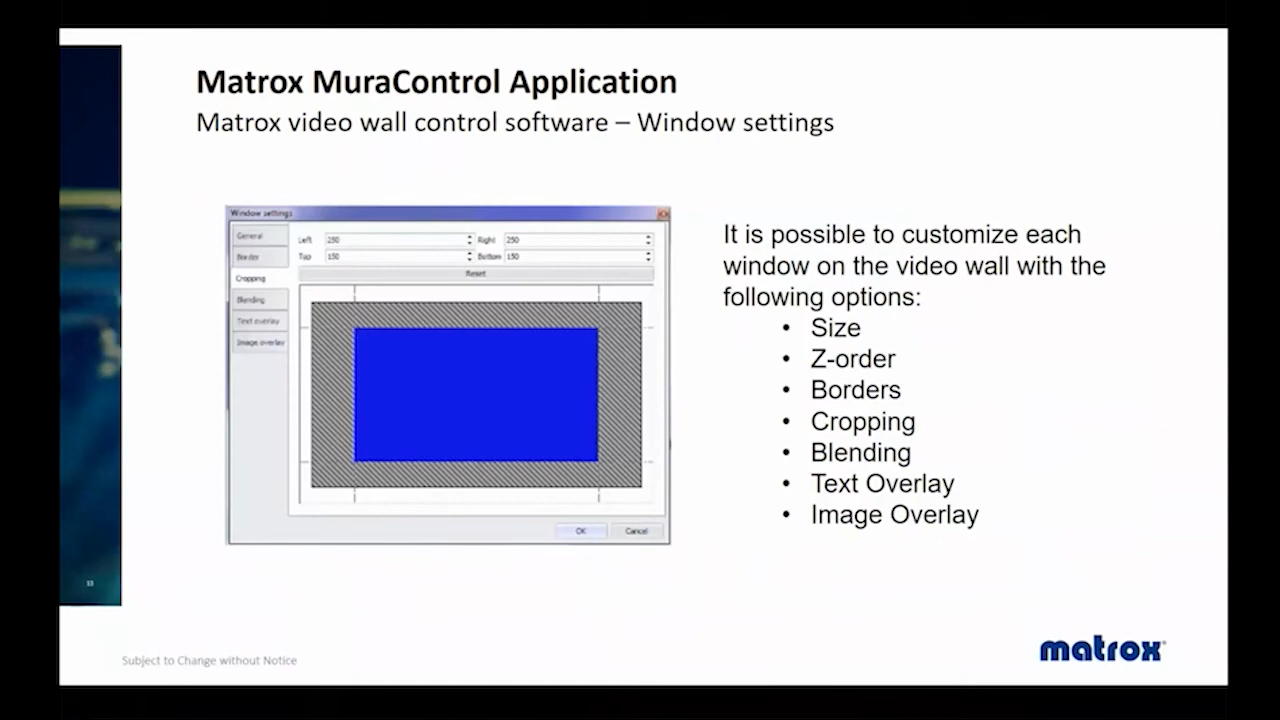 Matrox MuraControl Application
Matrox video wall control software – Window settings
Window settings
General
Border
Cropping
Blending
Text overlay
Image overlay
Left 250 Right 250
Top 150 Bottom 150
Reset
OK Cancel
It is possible to customize each
window on the video wall with the
following options:
• Size
• Z-order
• Borders
• Cropping
• Blending
• Text Overlay
• Image Overlay
13
Subject to Change without Notice
matrox®